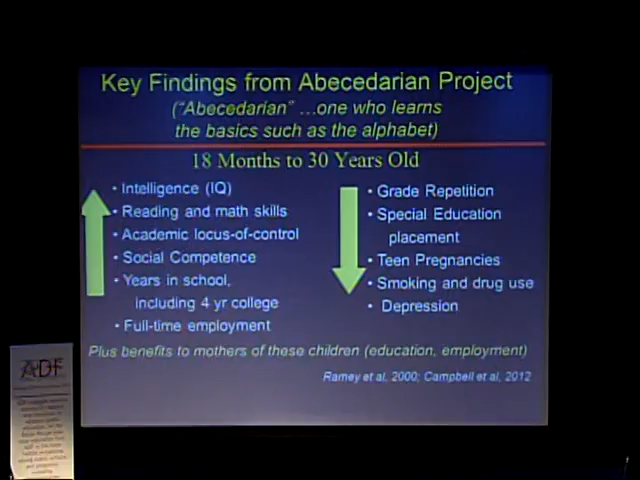 Key Findings from Abecedarian Project
("Abecedarian" ...one who learns
the basics such as the alphabet)
18 Months to 30 Years Old
• Intelligence (IQ)
• Reading and math skills
• Academic locus-of-control
• Social Competence
• Years in school,
including 4 yr college
• Full-time employment
• Grade Repetition
• Special Education
placement
• Teen Pregnancies
• Smoking and drug use
• Depression
Plus benefits to mothers of these children (education, employment)
Ramey et al, 2000; Campbell et al, 2012
ADF